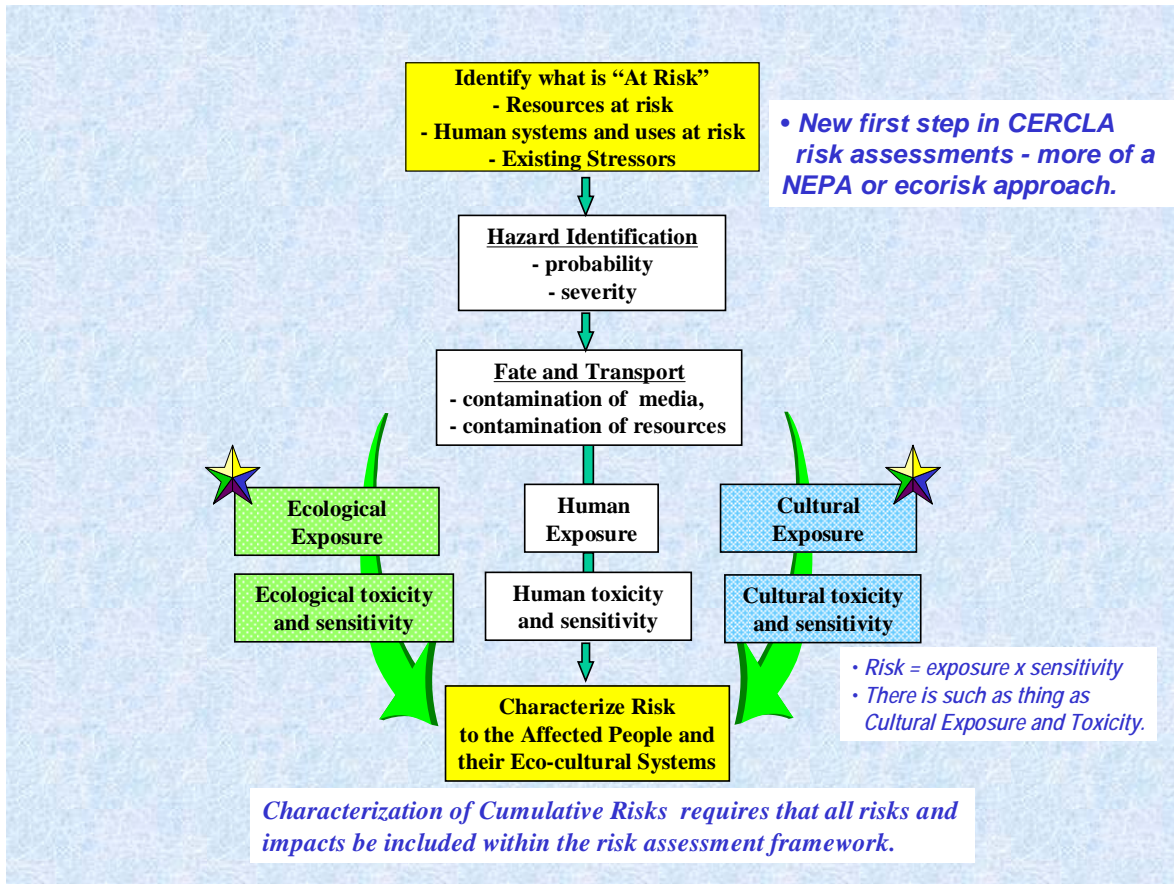 Identify what is “At Risk”
- Resources at risk
- Human systems and uses at risk
- Existing Stressors
• New first step in CERCLA
risk assessments - more of a
NEPA or ecorisk approach.
Hazard Identification
- probability
- severity
Fate and Transport
- contamination of media,
- contamination of resources
Ecological
Exposure
Human
Exposure
Cultural
Exposure
Ecological toxicity
and sensitivity
Human toxicity
and sensitivity
Cultural toxicity
and sensitivity
• Risk = exposure x sensitivity
• There is such as thing as
Cultural Exposure and Toxicity.
Characterize Risk
to the Affected People and
their Eco-cultural Systems
Characterization of Cumulative Risks requires that all risks and
impacts be included within the risk assessment framework.